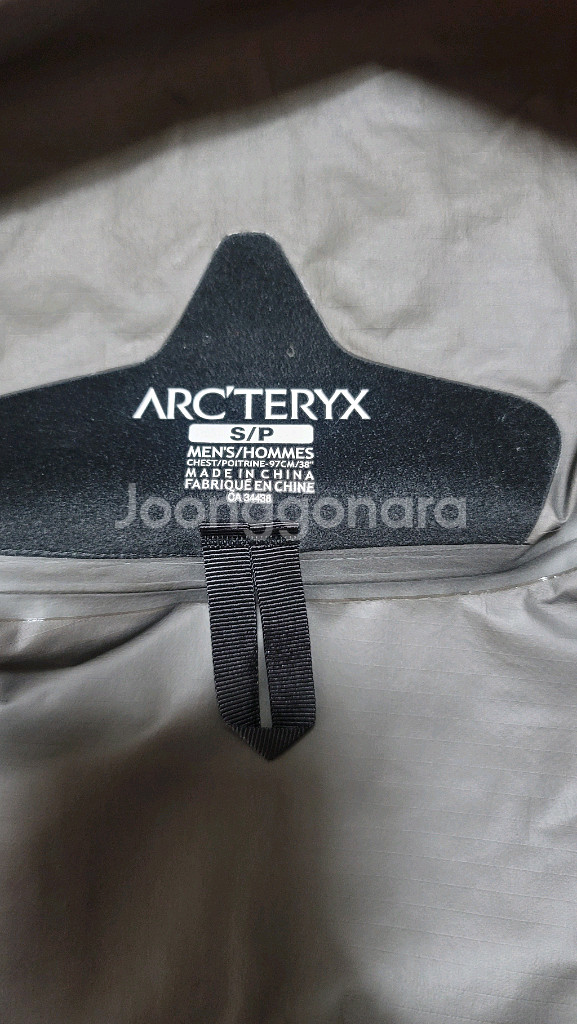 ARC'TERYX
S/P
MEN'S/HOMMES
CHEST/POITRINE-97CM/38"
MADE IN CHINA
FABRIQUÉ EN CHINE
CA 34438
Joonggonara